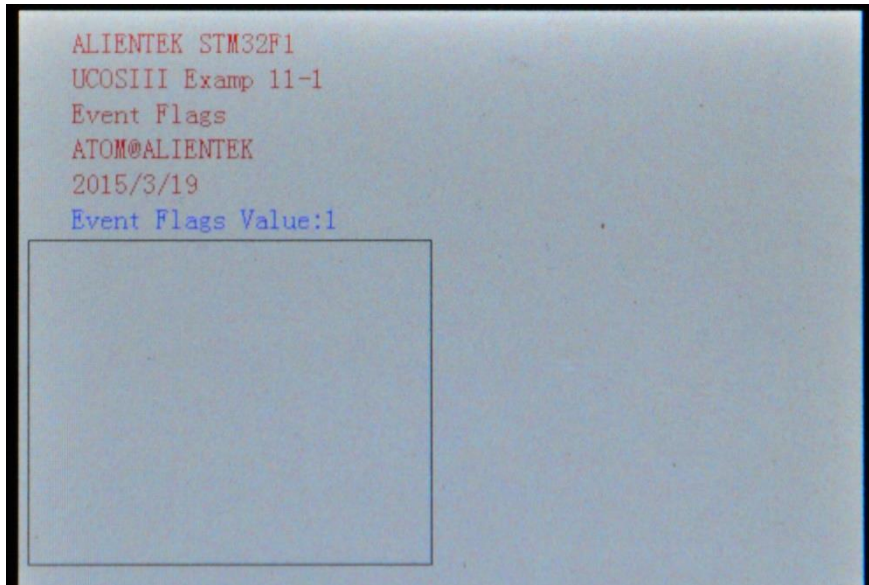 ALIENTEK STM32F1
UCOSIII Examp 11-1
Event Flags
ATOM@ALIENTEK
2015/3/19
Event Flags Value:1